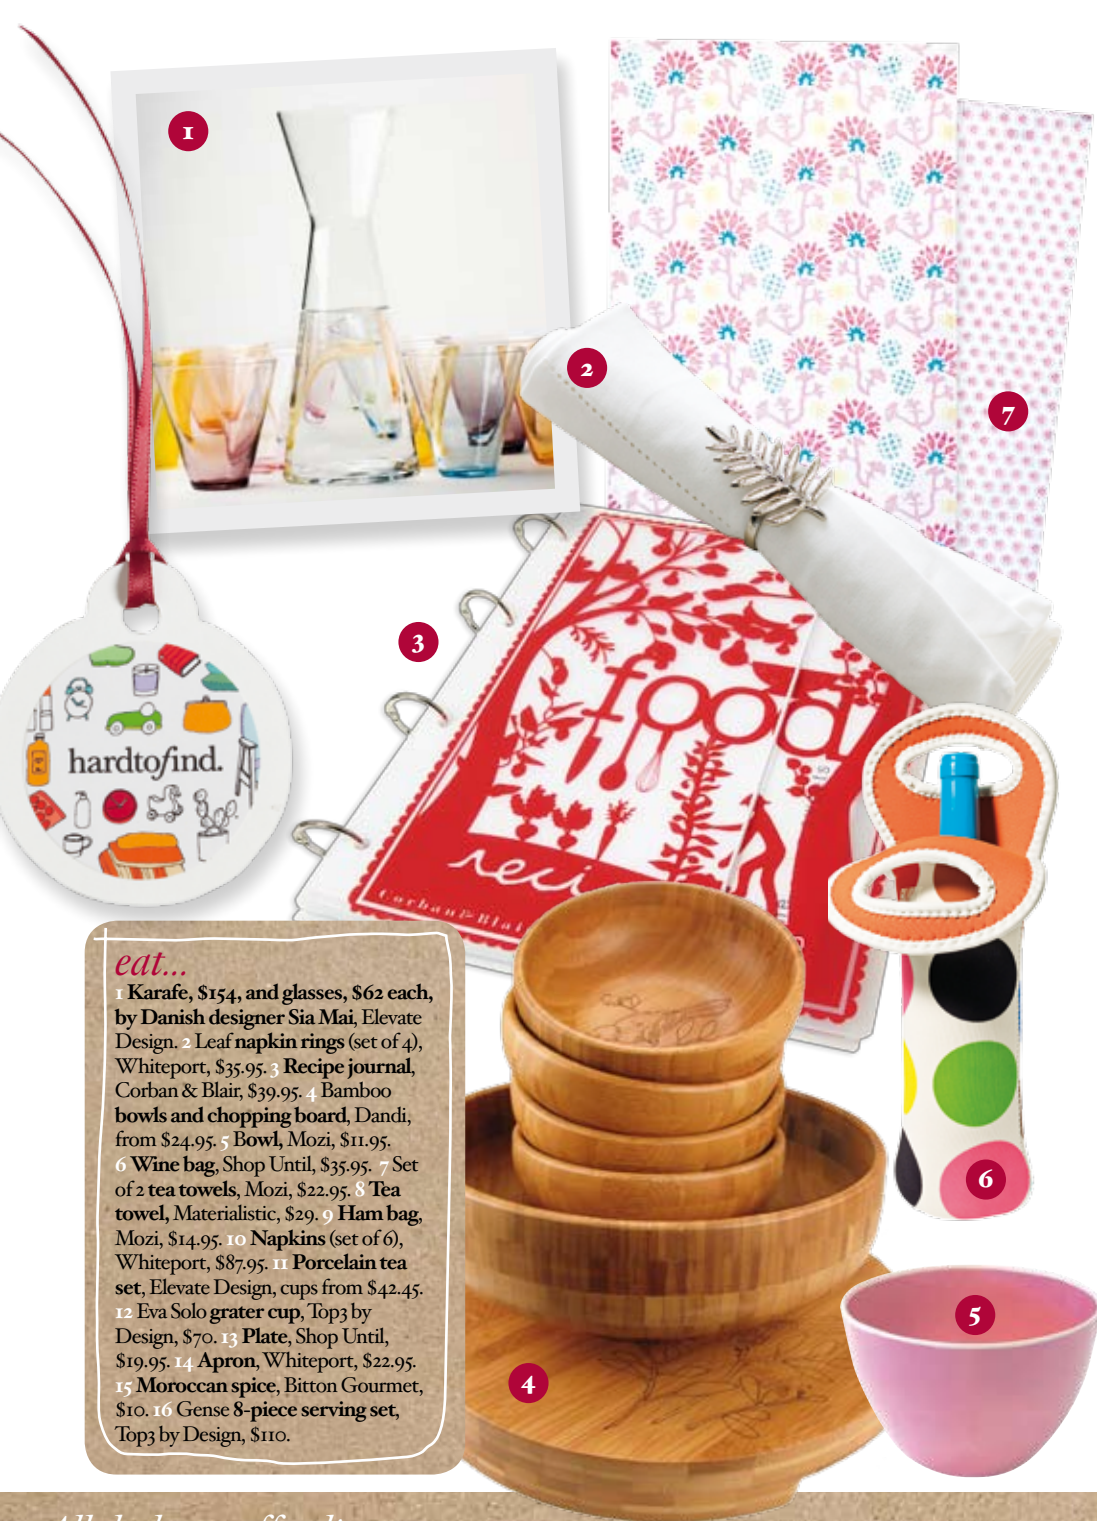 1
2
7
3
food
reci
Corban & Blair
hardtofind.
eat...
1 Karafe, $154, and glasses, $62 each,
by Danish designer Sia Mai, Elevate
Design. 2 Leaf napkin rings (set of 4),
Whiteport, $35.95. 3 Recipe journal,
Corban & Blair, $39.95. 4 Bamboo
bowls and chopping board, Dandi,
from $24.95. 5 Bowl, Mozi, $11.95.
6 Wine bag, Shop Until, $35.95. 7 Set
of 2 tea towels, Mozi, $22.95. 8 Tea
towel, Materialistic, $29. 9 Ham bag,
Mozi, $14.95. 10 Napkins (set of 6),
Whiteport, $87.95. 11 Porcelain tea
set, Elevate Design, cups from $42.45.
12 Eva Solo grater cup, Top3 by
Design, $70. 13 Plate, Shop Until,
$19.95. 14 Apron, Whiteport, $22.95.
15 Moroccan spice, Bitton Gourmet,
$10. 16 Gense 8-piece serving set,
Top3 by Design, $110.
6
5
4